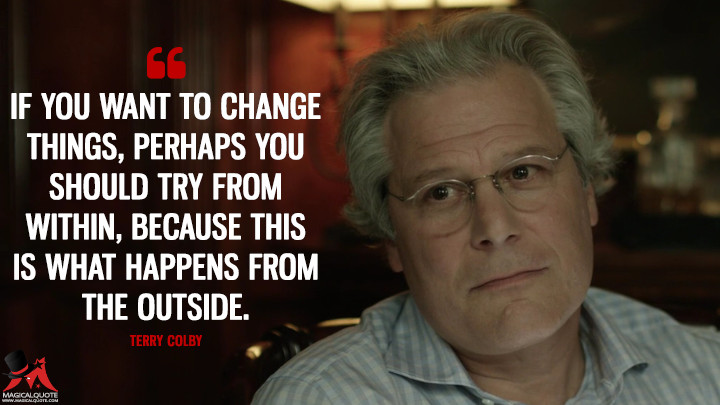 IF YOU WANT TO CHANGE
THINGS, PERHAPS YOU
SHOULD TRY FROM
WITHIN, BECAUSE THIS
IS WHAT HAPPENS FROM
THE OUTSIDE.
TERRY COLBY
MAGICALQUOTE
WWW.MAGICALQUOTE.COM